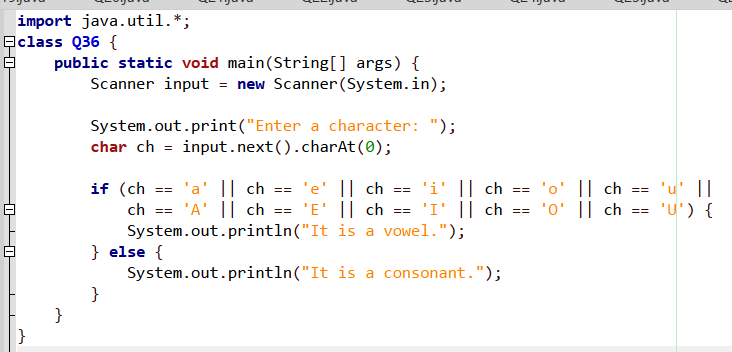 import java.util.*;
class Q36 {
    public static void main(String[] args) {
        Scanner input = new Scanner(System.in);

        System.out.print("Enter a character: ");
        char ch = input.next().charAt(0);

        if (ch == 'a' || ch == 'e' || ch == 'i' || ch == 'o' || ch == 'u' ||
            ch == 'A' || ch == 'E' || ch == 'I' || ch == 'O' || ch == 'U') {
            System.out.println("It is a vowel.");
        } else {
            System.out.println("It is a consonant.");
        }
    }
}